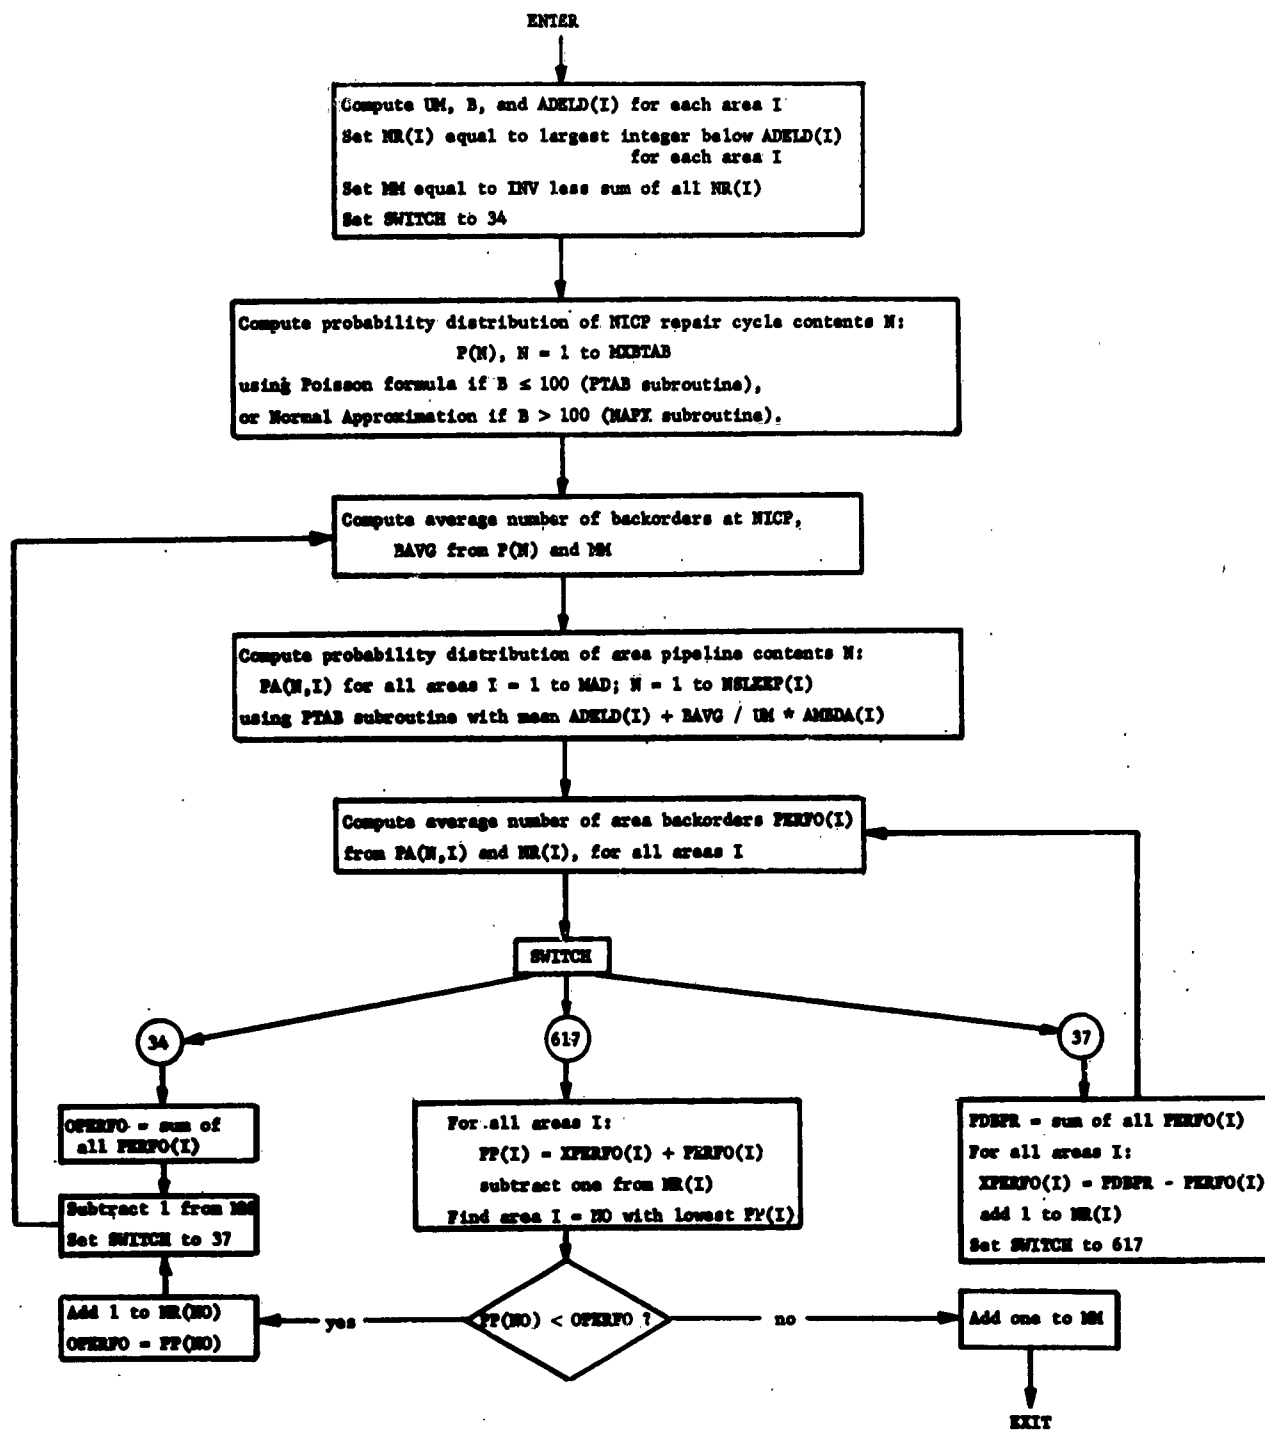 ENTER
Compute UM, B, and ADELD(I) for each area I
Set NR(I) equal to largest integer below ADELD(I)
for each area I
Set MM equal to INV less sum of all NR(I)
Set SWITCH to 34
Compute probability distribution of NICP repair cycle contents N:
P(N), N = 1 to MXBTAB
using Poisson formula if B ≤ 100 (PTAB subroutine),
or Normal Approximation if B > 100 (NAPX subroutine).
Compute average number of backorders at NICP,
BAVG from P(N) and MM
Compute probability distribution of area pipeline contents N:
PA(N,I) for all areas I = 1 to MAD; N = 1 to NSLEEP(I)
using PTAB subroutine with mean ADELD(I) + BAVG / UM * AMBDA(I)
Compute average number of area backorders PERFO(I)
from PA(N,I) and NR(I), for all areas I
SWITCH
34
617
37
OPERFO = sum of
all PERFO(I)
Subtract 1 from MM
Set SWITCH to 37
Add 1 to NR(NO)
OPERFO = PP(NO)
For all areas I:
PP(I) = XPERFO(I) + PERFO(I)
subtract one from NR(I)
Find area I = NO with lowest PP(I)
PP(NO) < OPERFO ?
yes
no
PDBPR = sum of all PERFO(I)
For all areas I:
XPERFO(I) = PDBPR - PERFO(I)
add 1 to NR(I)
Set SWITCH to 617
Add one to MM
EXIT